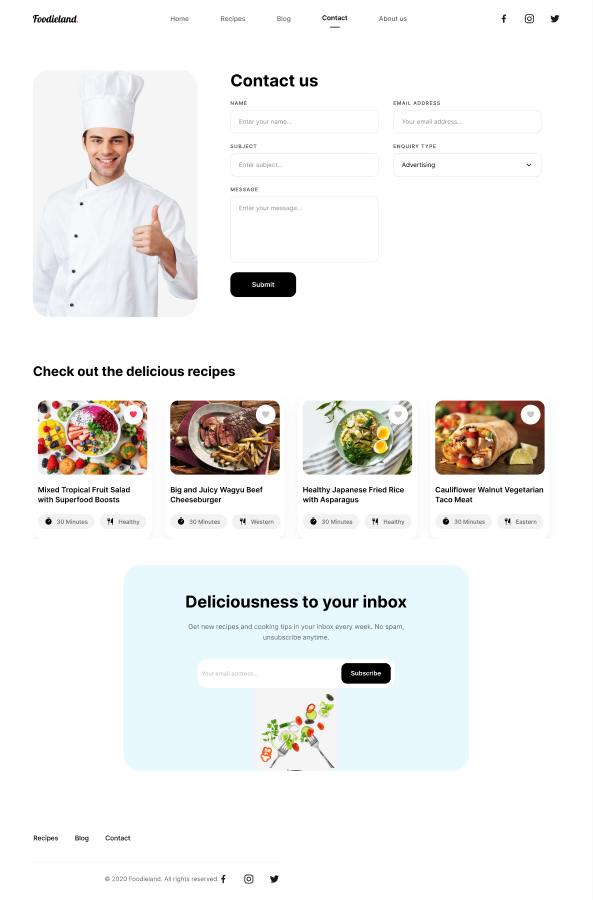 Foodieland.
Home Recipes Blog Contact About us
Contact us
NAME
EMAIL ADDRESS
Enter your name...
Your email address...
SUBJECT
ENQUIRY TYPE
Enter subject...
Advertising
MESSAGE
Enter your message...
Submit
Check out the delicious recipes
Mixed Tropical Fruit Salad
with Superfood Boosts
30 Minutes
Healthy
Big and Juicy Wagyu Beef
Cheeseburger
30 Minutes
Western
Healthy Japanese Fried Rice
with Asparagus
30 Minutes
Healthy
Cauliflower Walnut Vegetarian
Taco Meat
30 Minutes
Eastern
Deliciousness to your inbox
Get new recipes and cooking tips in your inbox every week. No spam,
unsubscribe anytime.
Your email address...
Subscribe
Recipes Blog Contact
© 2020 Foodieland. All rights reserved.